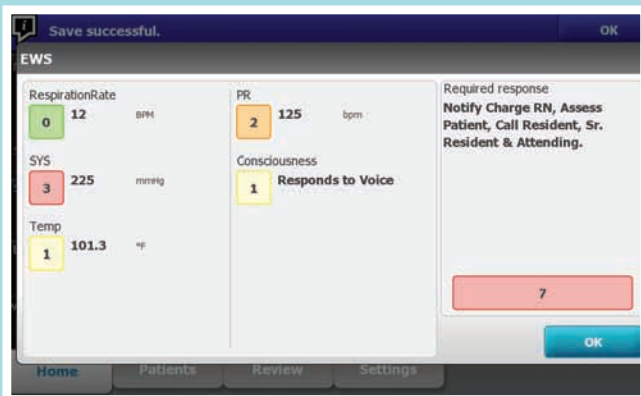 Save successful.
OK
EWS
RespirationRate
0 12 BPM
SYS
3 225 mmHg
Temp
1 101.3 °F
PR
2 125 bpm
Consciousness
1 Responds to Voice
Required response
Notify Charge RN, Assess
Patient, Call Resident, Sr.
Resident & Attending.
7
OK
Home Patients Review Settings